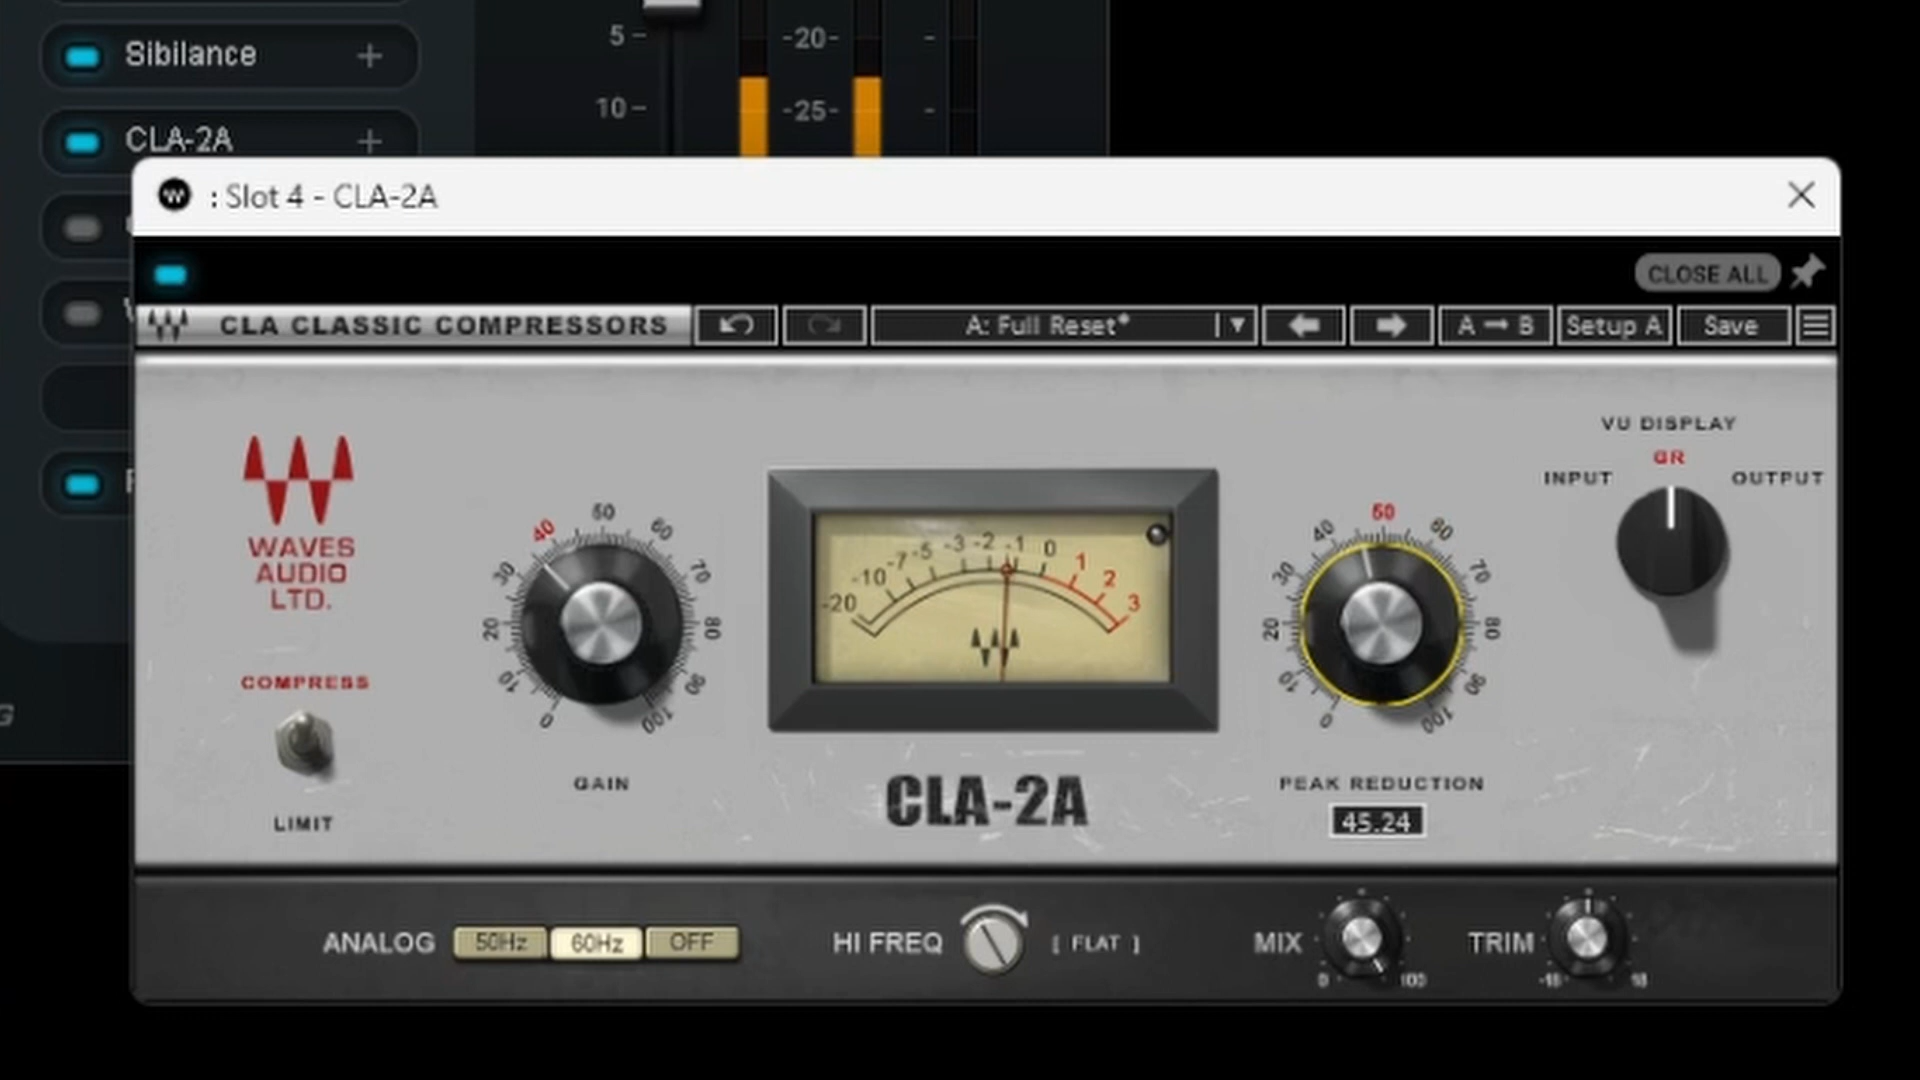 5
-20-
-
Sibilance
+
10
-25-
-
CLA-2A
+
: Slot 4 - CLA-2A
CLOSE ALL
CLA CLASSIC COMPRESSORS
A: Full Reset*
A → B
Setup A
Save
VU DISPLAY
GR
INPUT
OUTPUT
WAVES
AUDIO
LTD.
COMPRESS
LIMIT
0 10 20 30 40 50 60 70 80 90 100
GAIN
-20 -10 -7 -5 -3 -2 -1 0 1 2 3
CLA-2A
0 10 20 30 40 50 60 70 80 90 100
PEAK REDUCTION
45.24
ANALOG
50Hz
60Hz
OFF
HI FREQ
[ FLAT ]
MIX
0 100
TRIM
-18 18